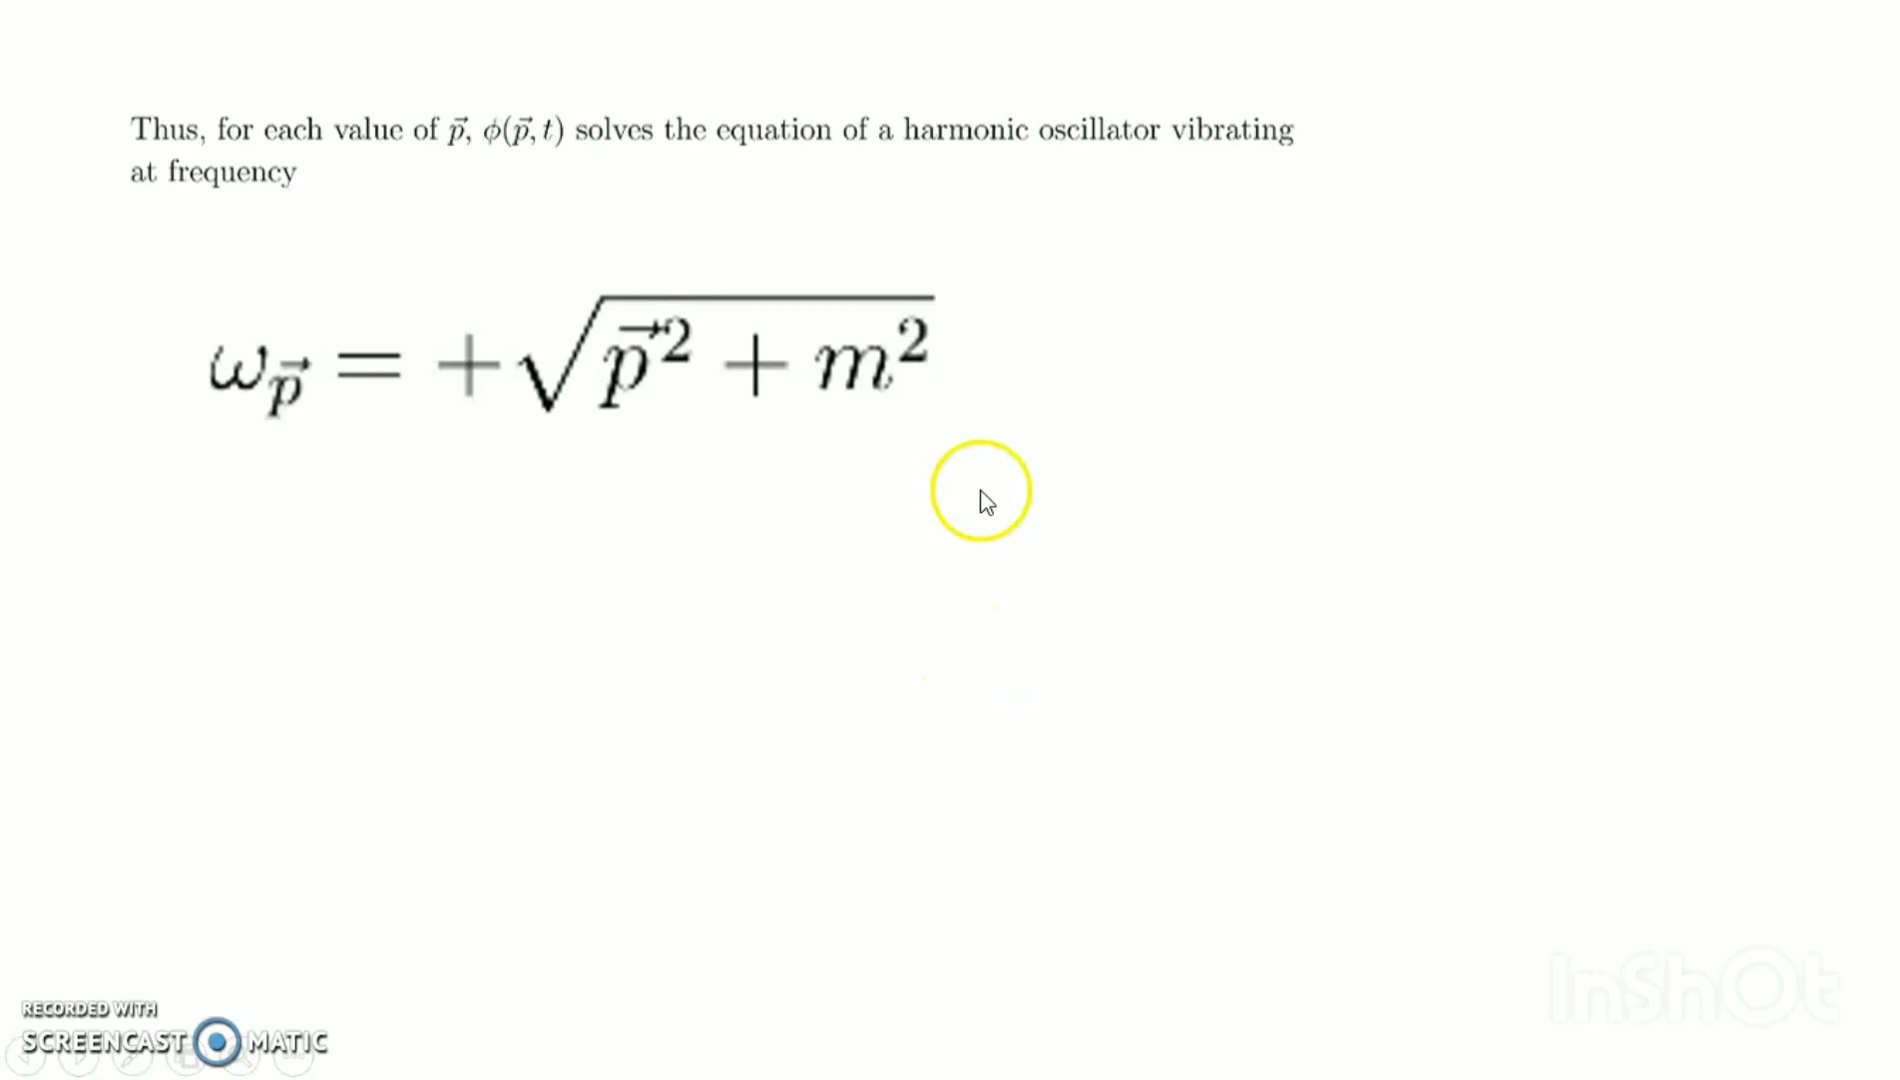 Thus, for each value of p⃗, ϕ(p⃗, t) solves the equation of a harmonic oscillator vibrating
at frequency
ω_p⃗ = +√(p⃗² + m²)
InShOt
RECORDED WITH
SCREENCAST MATIC